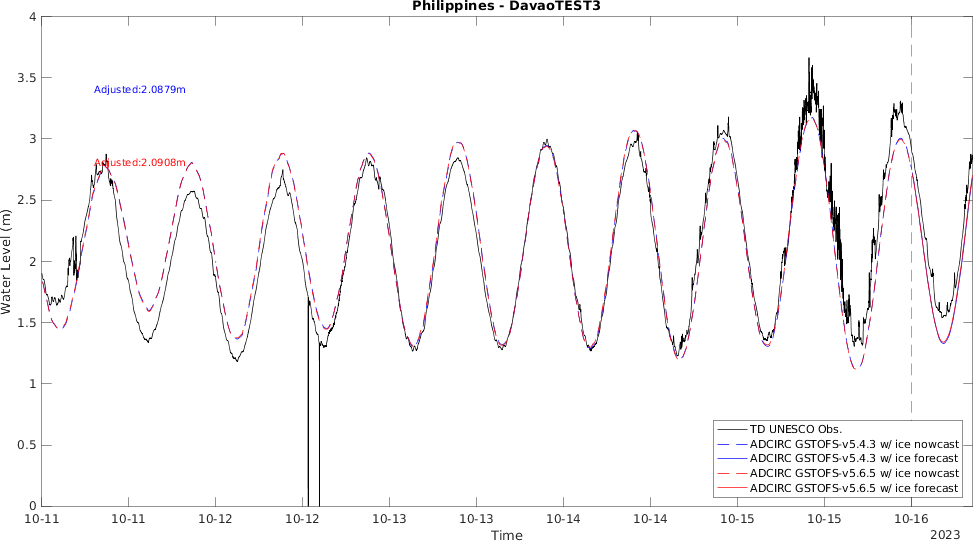 Philippines - DavaoTEST3
4
3.5
3
2.5
2
1.5
1
0.5
0
Water Level (m)
Adjusted:2.0879m
Adjusted:2.0908m
TD UNESCO Obs.
ADCIRC GSTOFS-v5.4.3 w/ ice nowcast
ADCIRC GSTOFS-v5.4.3 w/ ice forecast
ADCIRC GSTOFS-v5.6.5 w/ ice nowcast
ADCIRC GSTOFS-v5.6.5 w/ ice forecast
10-11 10-11 10-12 10-12 10-13 10-13 10-14 10-14 10-15 10-15 10-16
Time
2023